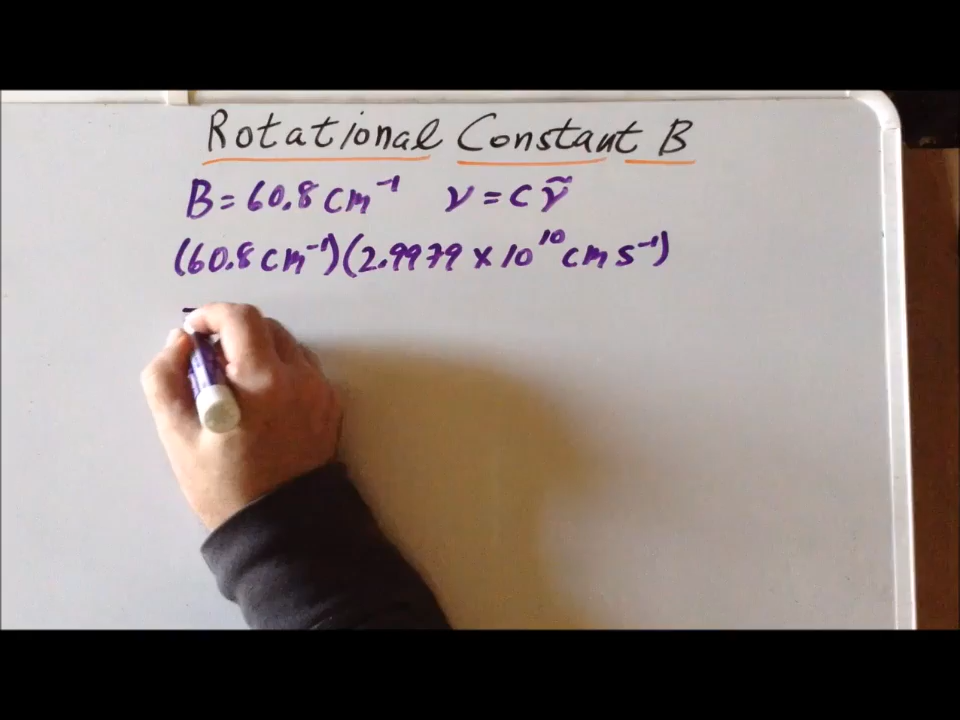 Rotational Constant B
B = 60.8 cm⁻¹ ν = c ν̃
(60.8 cm⁻¹)(2.9979 × 10¹⁰ cm s⁻¹)